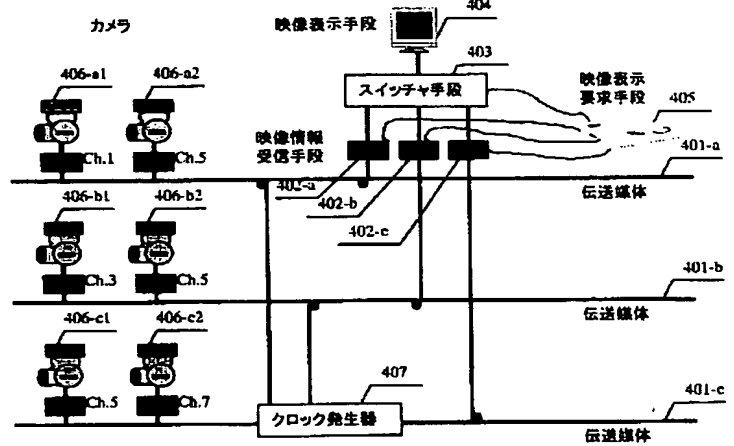 カメラ
映像表示手段
404
403
スイッチャ手段
映像表示
要求手段
405
406-a1
406-a2
映像情報
受信手段
Ch.1
Ch.5
401-a
402-a
402-b
402-c
伝送媒体
406-b1
406-b2
Ch.3
Ch.5
401-b
伝送媒体
406-c1
406-c2
407
Ch.5
Ch.7
クロック発生器
401-c
伝送媒体